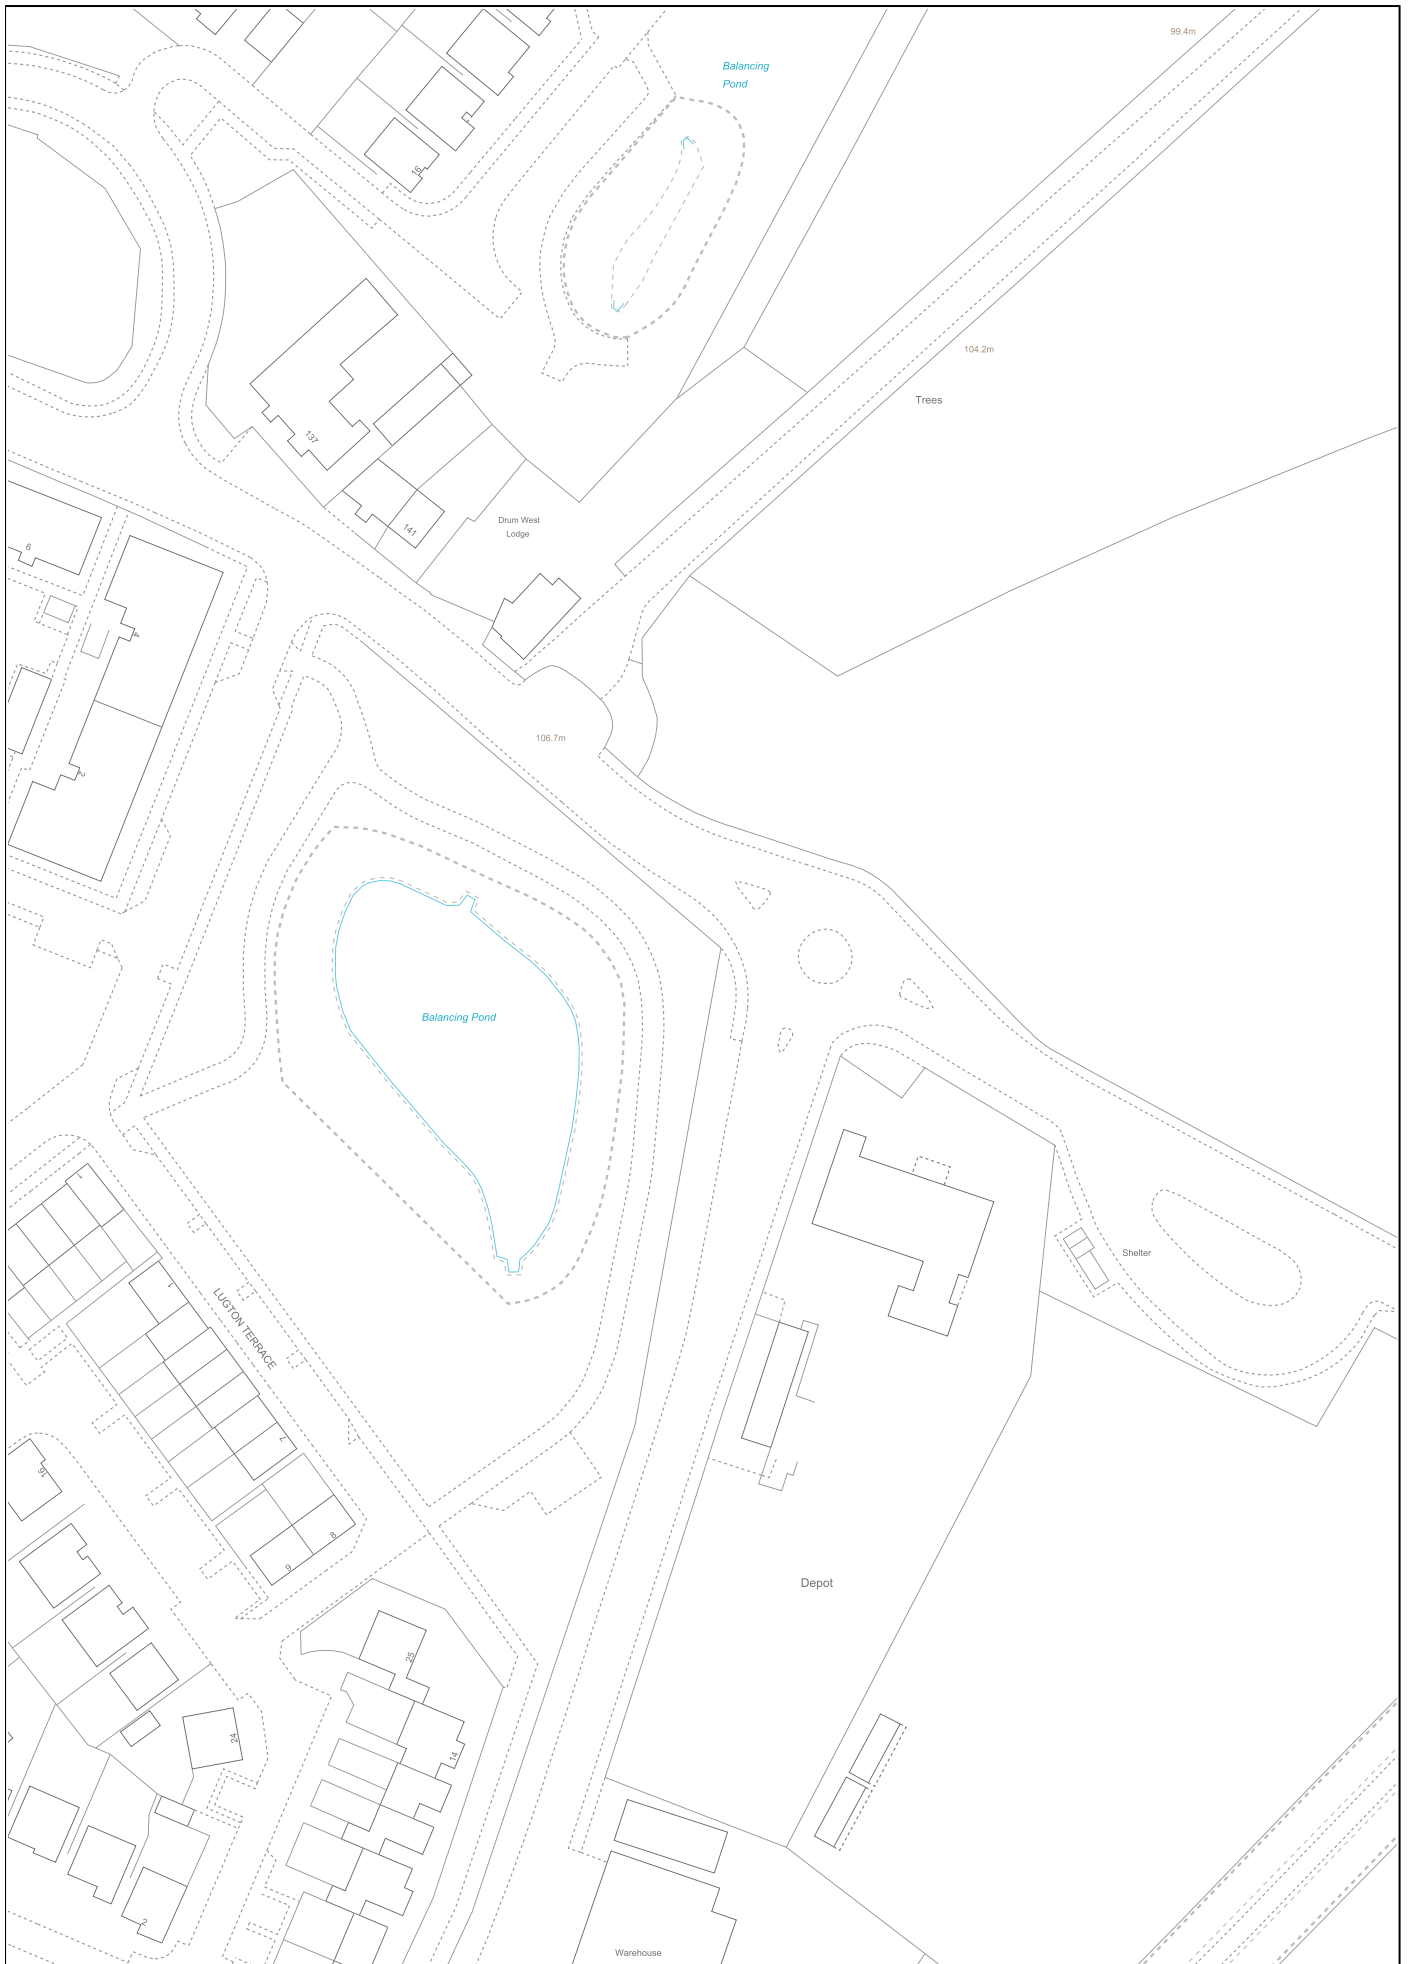 99.4m
Balancing
Pond
16
104.2m
Trees
137
141
Drum West
Lodge
6
4
2
106.7m
Balancing Pond
1
1
LUGTON TERRACE
7
8
9
Shelter
16
Depot
25
14
24
2
Warehouse